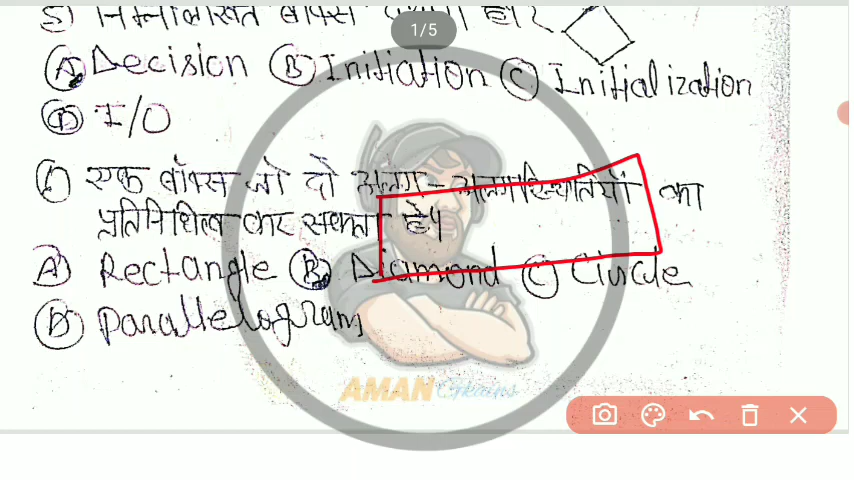 5) निम्नलिखित बॉक्स दर्शाता है।
1/5
A Decision B Initiation C Initialization
D I/O
6) एक बॉक्स जो दो अलग-अलग स्थितियों का
प्रतिनिधित्व कर सकता है।
A Rectangle B Diamond C Circle
D Parallelogram
AMAN